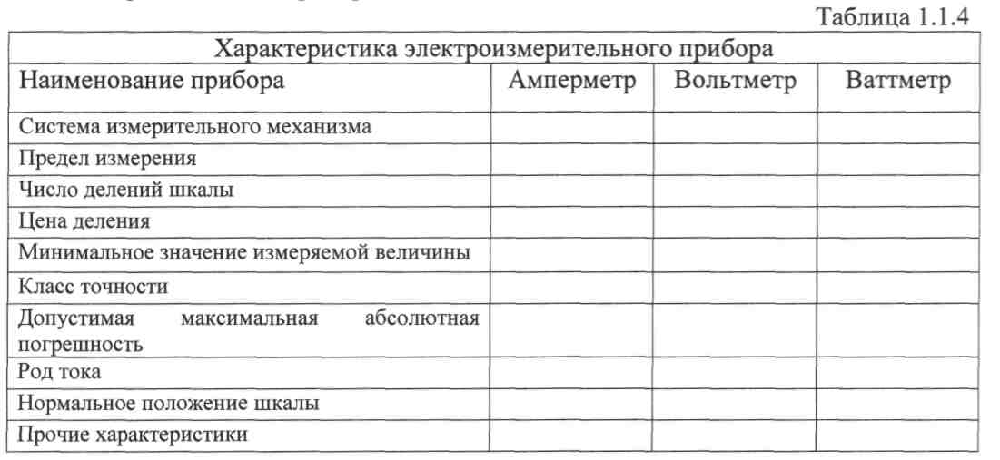 Таблица 1.1.4
Характеристика электроизмерительного прибора
Наименование прибора Амперметр Вольтметр Ваттметр
Система измерительного механизма
Предел измерения
Число делений шкалы
Цена деления
Минимальное значение измеряемой величины
Класс точности
Допустимая максимальная абсолютная
погрешность
Род тока
Нормальное положение шкалы
Прочие характеристики